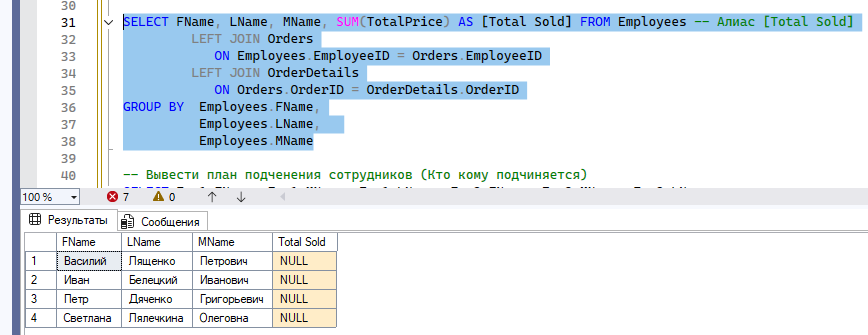 30
31 SELECT FName, LName, MName, SUM(TotalPrice) AS [Total Sold] FROM Employees -- Алиас [Total Sold]
32 LEFT JOIN Orders
33 ON Employees.EmployeeID = Orders.EmployeeID
34 LEFT JOIN OrderDetails
35 ON Orders.OrderID = OrderDetails.OrderID
36 GROUP BY Employees.FName,
37 Employees.LName,
38 Employees.MName
39
40 -- Вывести план подченения сотрудников (Кто кому подчиняется)
100 % 7 0
Результаты Сообщения
FName LName MName Total Sold
1 Василий Лященко Петрович NULL
2 Иван Белецкий Иванович NULL
3 Петр Дяченко Григорьевич NULL
4 Светлана Лялечкина Олеговна NULL